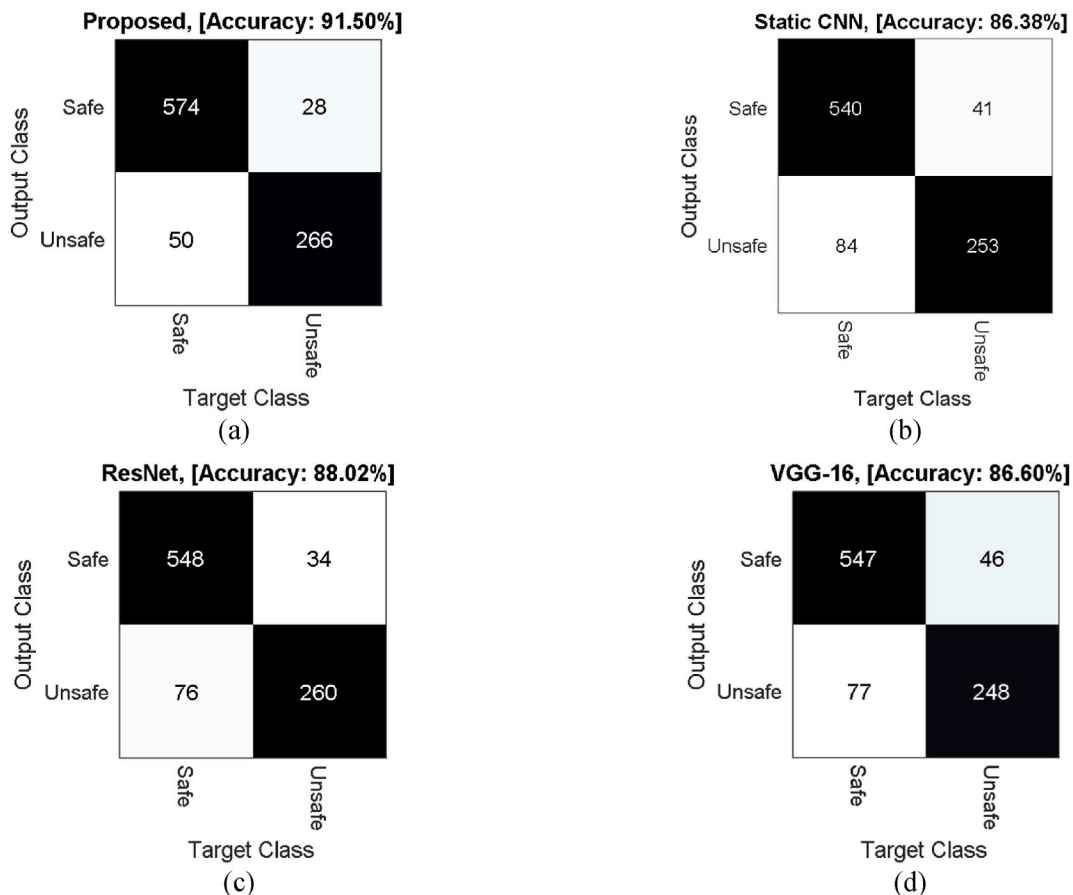 Proposed, [Accuracy: 91.50%]
Output Class
Safe
574
28
Unsafe
50
266
Safe
Unsafe
Target Class
(a)
Static CNN, [Accuracy: 86.38%]
Output Class
Safe
540
41
Unsafe
84
253
Safe
Unsafe
Target Class
(b)
ResNet, [Accuracy: 88.02%]
Output Class
Safe
548
34
Unsafe
76
260
Safe
Unsafe
Target Class
(c)
VGG-16, [Accuracy: 86.60%]
Output Class
Safe
547
46
Unsafe
77
248
Safe
Unsafe
Target Class
(d)